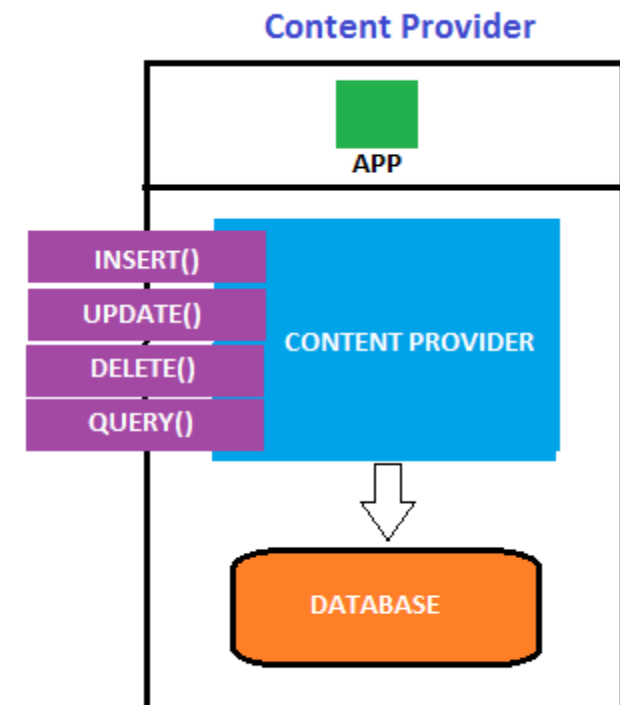 Content Provider
APP
INSERT()
UPDATE()
DELETE()
QUERY()
CONTENT PROVIDER
DATABASE